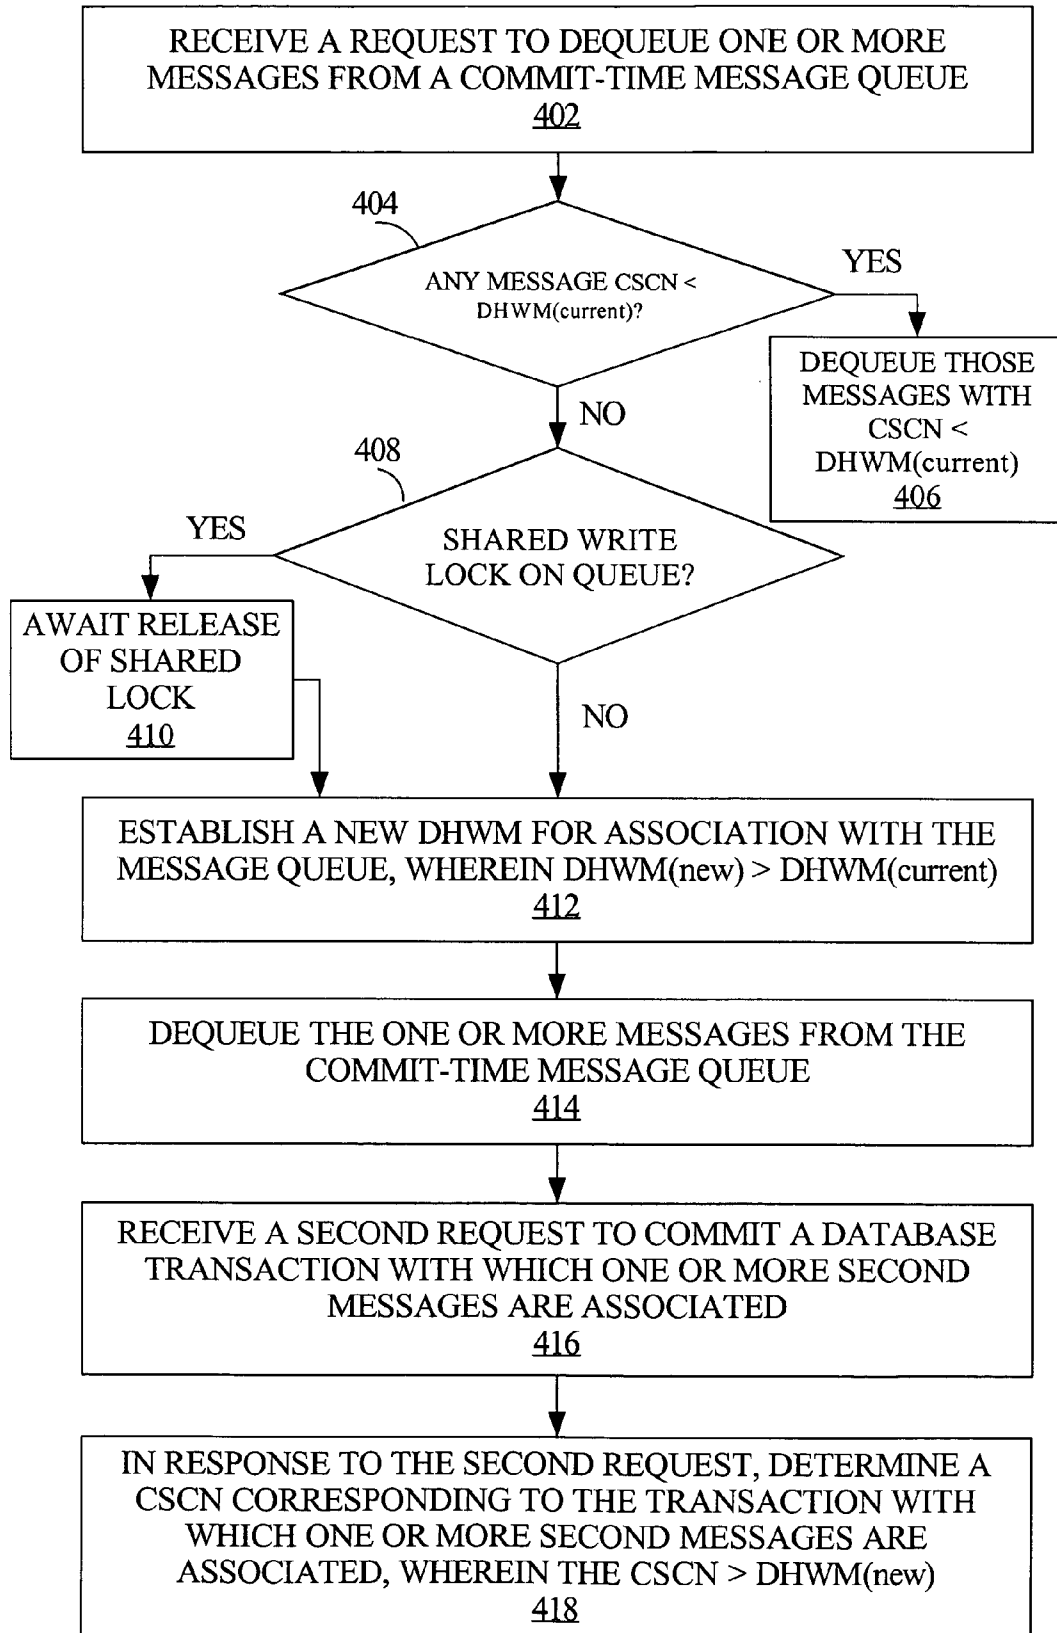 RECEIVE A REQUEST TO DEQUEUE ONE OR MORE
MESSAGES FROM A COMMIT-TIME MESSAGE QUEUE
402
404
ANY MESSAGE CSCN <
DHWM(current)?
YES
DEQUEUE THOSE
MESSAGES WITH
CSCN <
DHWM(current)
406
NO
408
SHARED WRITE
LOCK ON QUEUE?
YES
AWAIT RELEASE
OF SHARED
LOCK
410
NO
ESTABLISH A NEW DHWM FOR ASSOCIATION WITH THE
MESSAGE QUEUE, WHEREIN DHWM(new) > DHWM(current)
412
DEQUEUE THE ONE OR MORE MESSAGES FROM THE
COMMIT-TIME MESSAGE QUEUE
414
RECEIVE A SECOND REQUEST TO COMMIT A DATABASE
TRANSACTION WITH WHICH ONE OR MORE SECOND
MESSAGES ARE ASSOCIATED
416
IN RESPONSE TO THE SECOND REQUEST, DETERMINE A
CSCN CORRESPONDING TO THE TRANSACTION WITH
WHICH ONE OR MORE SECOND MESSAGES ARE
ASSOCIATED, WHEREIN THE CSCN > DHWM(new)
418